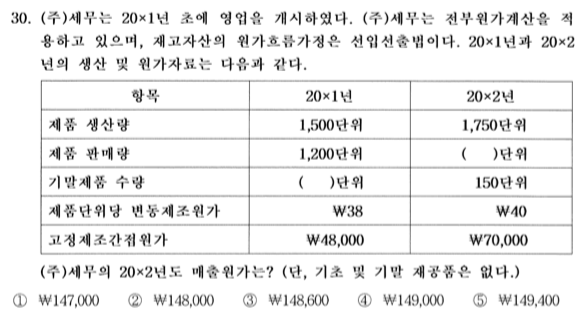 30. (주)세무는 20×1년 초에 영업을 개시하였다. (주)세무는 전부원가계산을 적
용하고 있으며, 재고자산의 원가흐름가정은 선입선출법이다. 20×1년과 20×2
년의 생산 및 원가자료는 다음과 같다.
항목 20×1년 20×2년
제품 생산량 1,500단위 1,750단위
제품 판매량 1,200단위 ( )단위
기말제품 수량 ( )단위 150단위
제품단위당 변동제조원가 ₩38 ₩40
고정제조간접원가 ₩48,000 ₩70,000
(주)세무의 20×2년도 매출원가는? (단, 기초 및 기말 재공품은 없다.)
① ₩147,000 ② ₩148,000 ③ ₩148,600 ④ ₩149,000 ⑤ ₩149,400